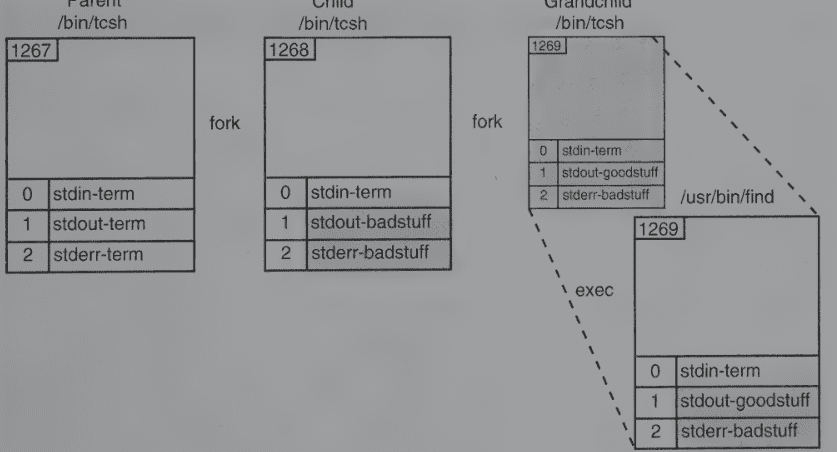 Parent
/bin/tcsh
1267
0 stdin-term
1 stdout-term
2 stderr-term
fork
Child
/bin/tcsh
1268
0 stdin-term
1 stdout-badstuff
2 stderr-badstuff
fork
Grandchild
/bin/tcsh
1269
0 stdin-term
1 stdout-goodstuff
2 stderr-badstuff
exec
/usr/bin/find
1269
0 stdin-term
1 stdout-goodstuff
2 stderr-badstuff